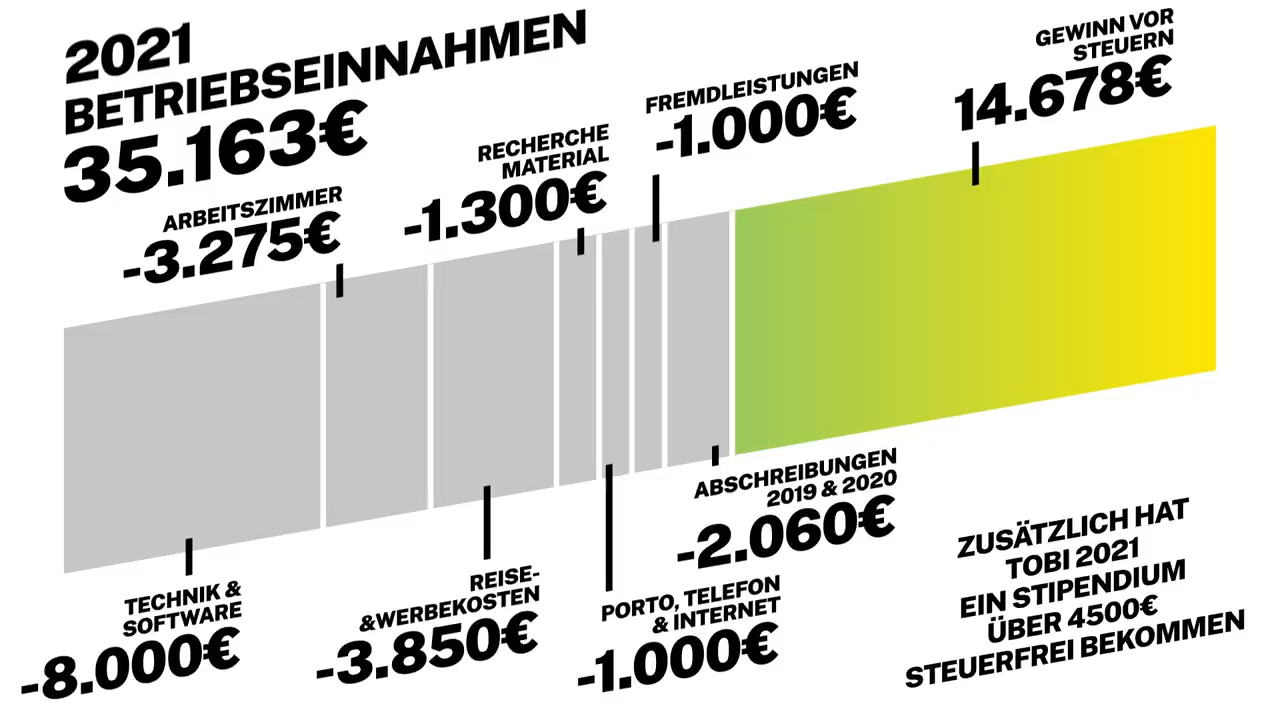 2021
BETRIEBSEINNAHMEN
35.163€
ARBEITSZIMMER
-3.275€
RECHERCHE
MATERIAL
-1.300€
FREMDLEISTUNGEN
-1.000€
GEWINN VOR
STEUERN
14.678€
TECHNIK &
SOFTWARE
-8.000€
REISE-
&WERBEKOSTEN
-3.850€
PORTO, TELEFON
& INTERNET
-1.000€
ABSCHREIBUNGEN
2019 & 2020
-2.060€
ZUSÄTZLICH HAT
TOBI 2021
EIN STIPENDIUM
ÜBER 4500€
STEUERFREI BEKOMMEN